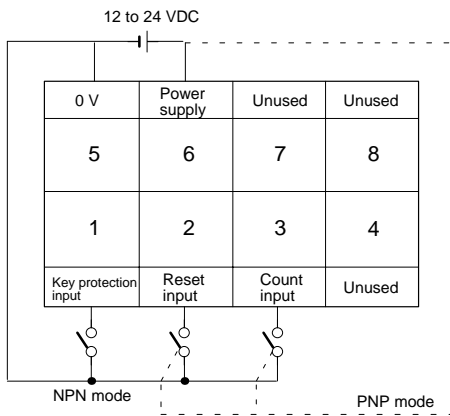 12 to 24 VDC
0 V
Power
supply
Unused
Unused
5
6
7
8
1
2
3
4
Key protection
input
Reset
input
Count
input
Unused
NPN mode
PNP mode